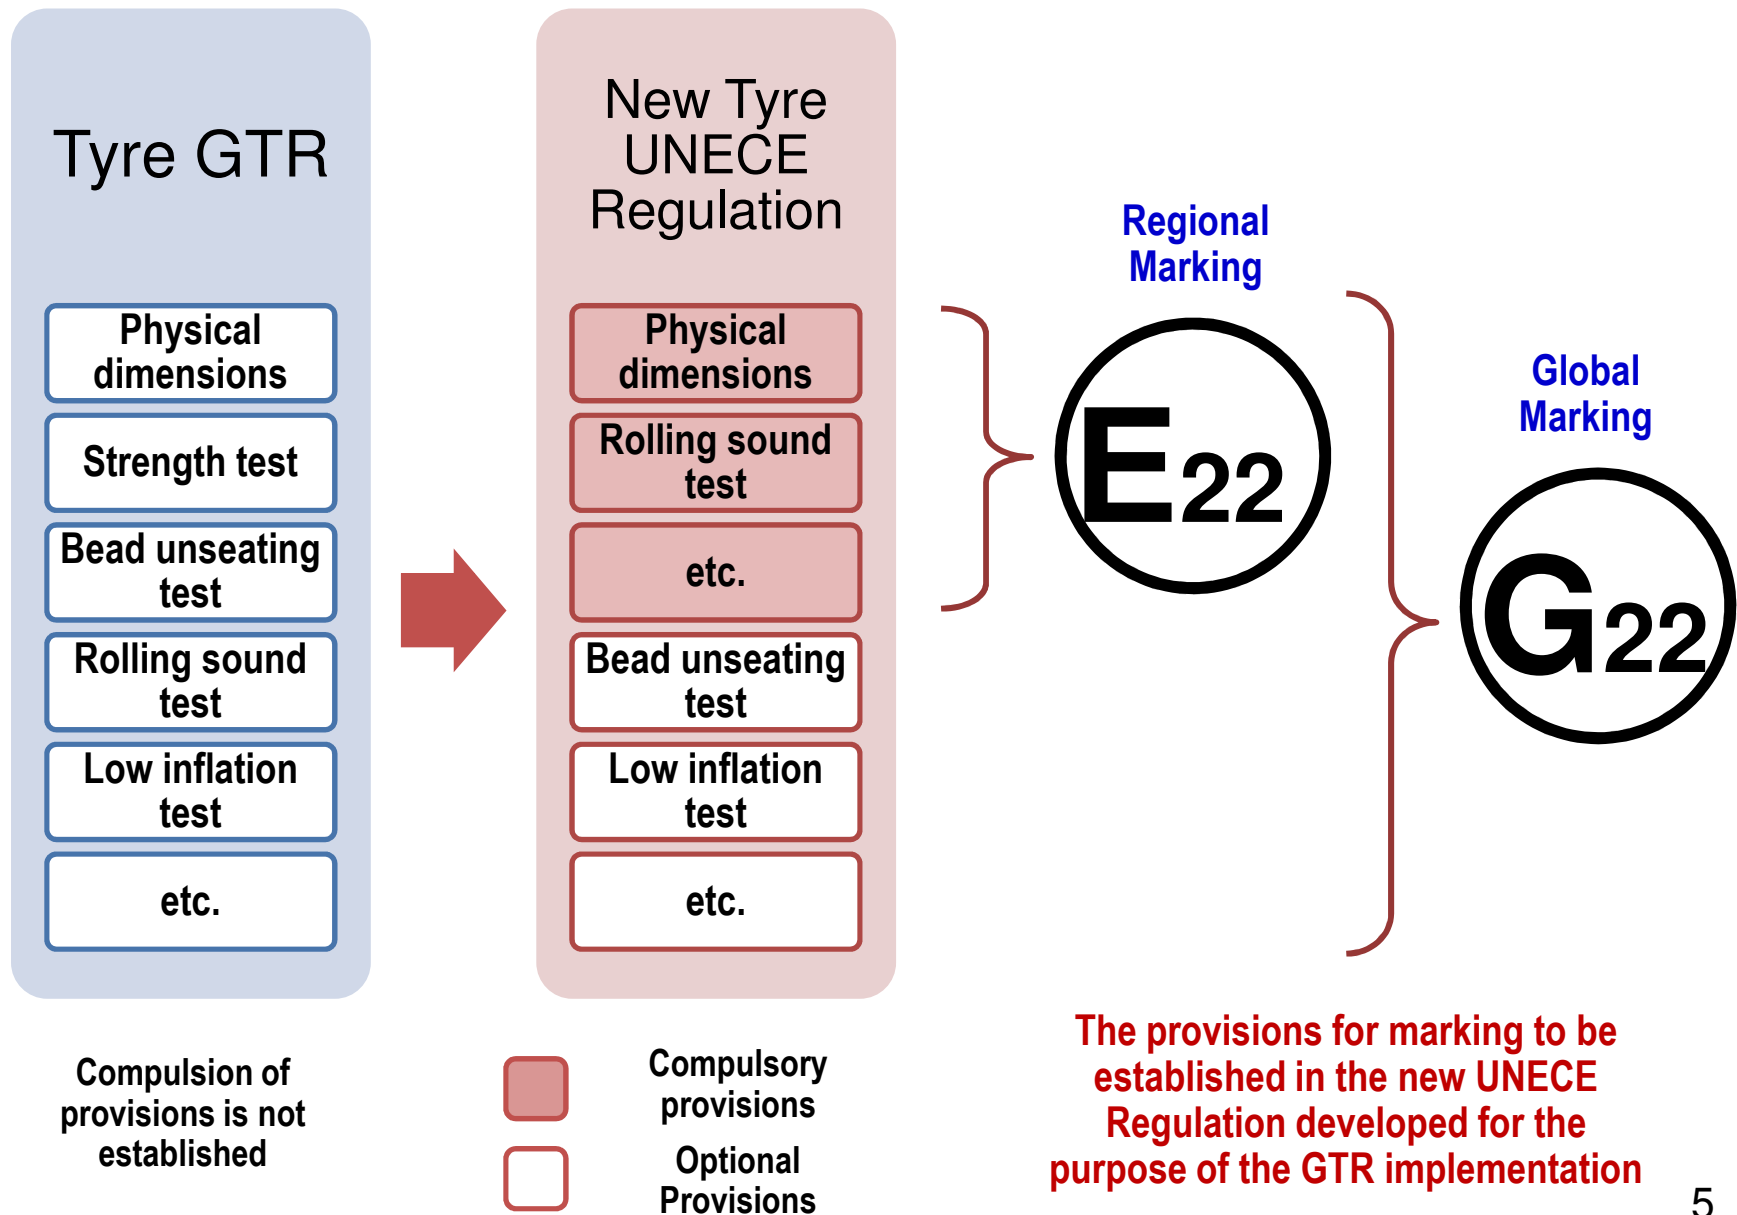 Tyre GTR
Physical
dimensions
Strength test
Bead unseating
test
Rolling sound
test
Low inflation
test
etc.
Compulsion of
provisions is not
established
New Tyre
UNECE
Regulation
Physical
dimensions
Rolling sound
test
etc.
Bead unseating
test
Low inflation
test
etc.
Compulsory
provisions
Optional
Provisions
Regional
Marking
E22
Global
Marking
G22
The provisions for marking to be
established in the new UNECE
Regulation developed for the
purpose of the GTR implementation
5